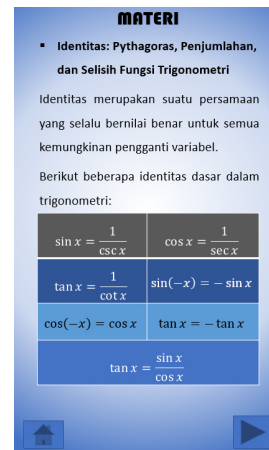 MATERI
▪ Identitas: Pythagoras, Penjumlahan,
dan Selisih Fungsi Trigonometri
Identitas merupakan suatu persamaan
yang selalu bernilai benar untuk semua
kemungkinan pengganti variabel.
Berikut beberapa identitas dasar dalam
trigonometri:
sin x = 1/csc x    cos x = 1/sec x
tan x = 1/cot x    sin(−x) = − sin x
cos(−x) = cos x    tan x = − tan x
tan x = sin x/cos x